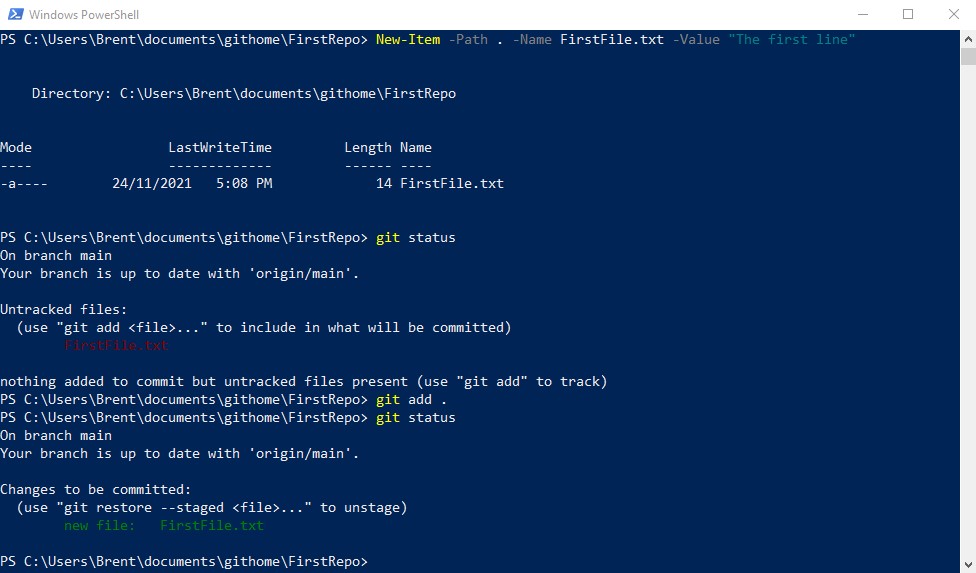 Windows PowerShell
PS C:\Users\Brent\documents\githome\FirstRepo> New-Item -Path . -Name FirstFile.txt -Value "The first line"
Directory: C:\Users\Brent\documents\githome\FirstRepo
Mode LastWriteTime Length Name
---- ------------- ------ ----
-a---- 24/11/2021 5:08 PM 14 FirstFile.txt
PS C:\Users\Brent\documents\githome\FirstRepo> git status
On branch main
Your branch is up to date with 'origin/main'.
Untracked files:
(use "git add <file>..." to include in what will be committed)
FirstFile.txt
nothing added to commit but untracked files present (use "git add" to track)
PS C:\Users\Brent\documents\githome\FirstRepo> git add .
PS C:\Users\Brent\documents\githome\FirstRepo> git status
On branch main
Your branch is up to date with 'origin/main'.
Changes to be committed:
(use "git restore --staged <file>..." to unstage)
new file: FirstFile.txt
PS C:\Users\Brent\documents\githome\FirstRepo>